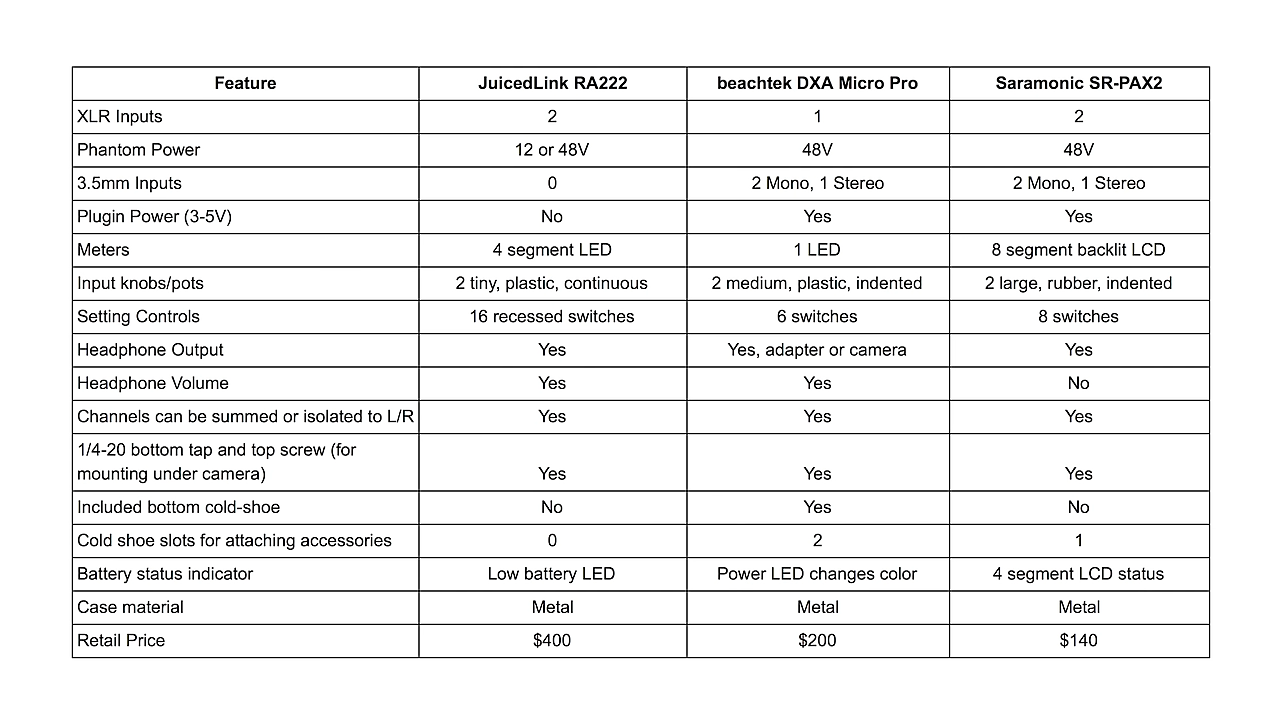 Feature JuicedLink RA222 beachtek DXA Micro Pro Saramonic SR-PAX2
XLR Inputs 2 1 2
Phantom Power 12 or 48V 48V 48V
3.5mm Inputs 0 2 Mono, 1 Stereo 2 Mono, 1 Stereo
Plugin Power (3-5V) No Yes Yes
Meters 4 segment LED 1 LED 8 segment backlit LCD
Input knobs/pots 2 tiny, plastic, continuous 2 medium, plastic, indented 2 large, rubber, indented
Setting Controls 16 recessed switches 6 switches 8 switches
Headphone Output Yes Yes, adapter or camera Yes
Headphone Volume Yes Yes No
Channels can be summed or isolated to L/R Yes Yes Yes
1/4-20 bottom tap and top screw (for
mounting under camera) Yes Yes Yes
Included bottom cold-shoe No Yes No
Cold shoe slots for attaching accessories 0 2 1
Battery status indicator Low battery LED Power LED changes color 4 segment LCD status
Case material Metal Metal Metal
Retail Price $400 $200 $140